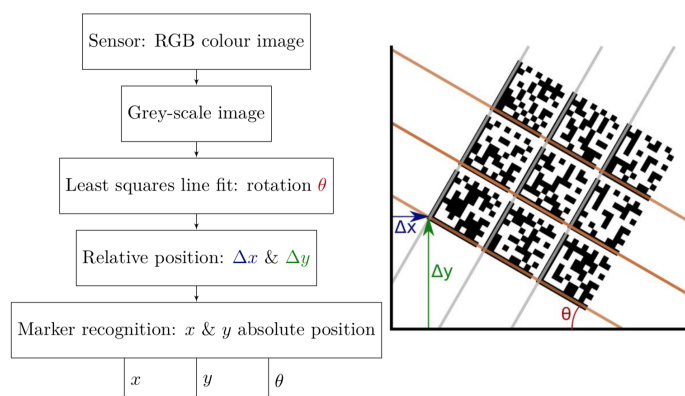 Sensor: RGB colour image
Grey-scale image
Least squares line fit: rotation θ
Relative position: Δx & Δy
Marker recognition: x & y absolute position
x
y
θ
Δx
Δy
θ